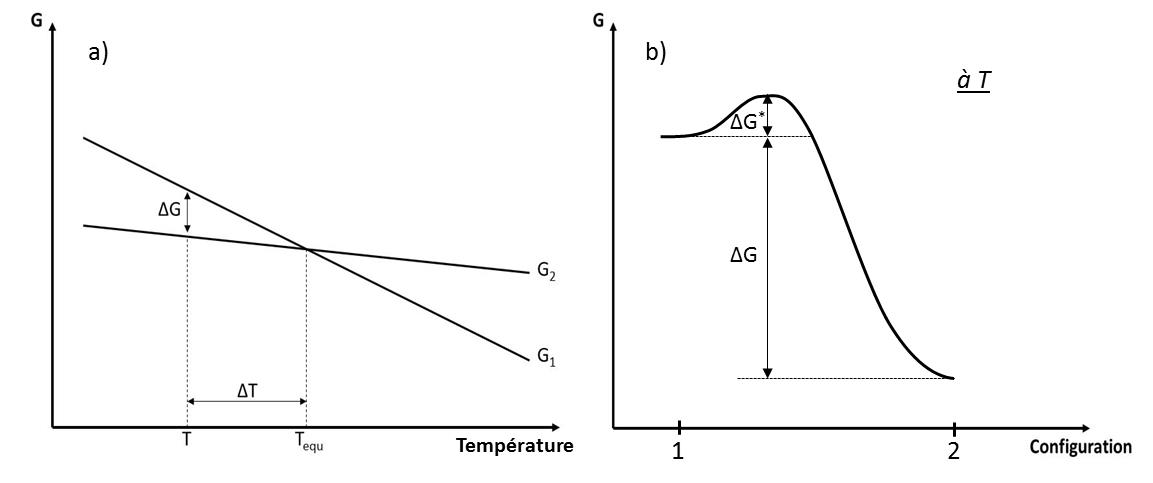 G
a)
ΔG
G₂
G₁
ΔT
T
Tequ
Température
G
b)
à T
ΔG*
ΔG
1
2
Configuration